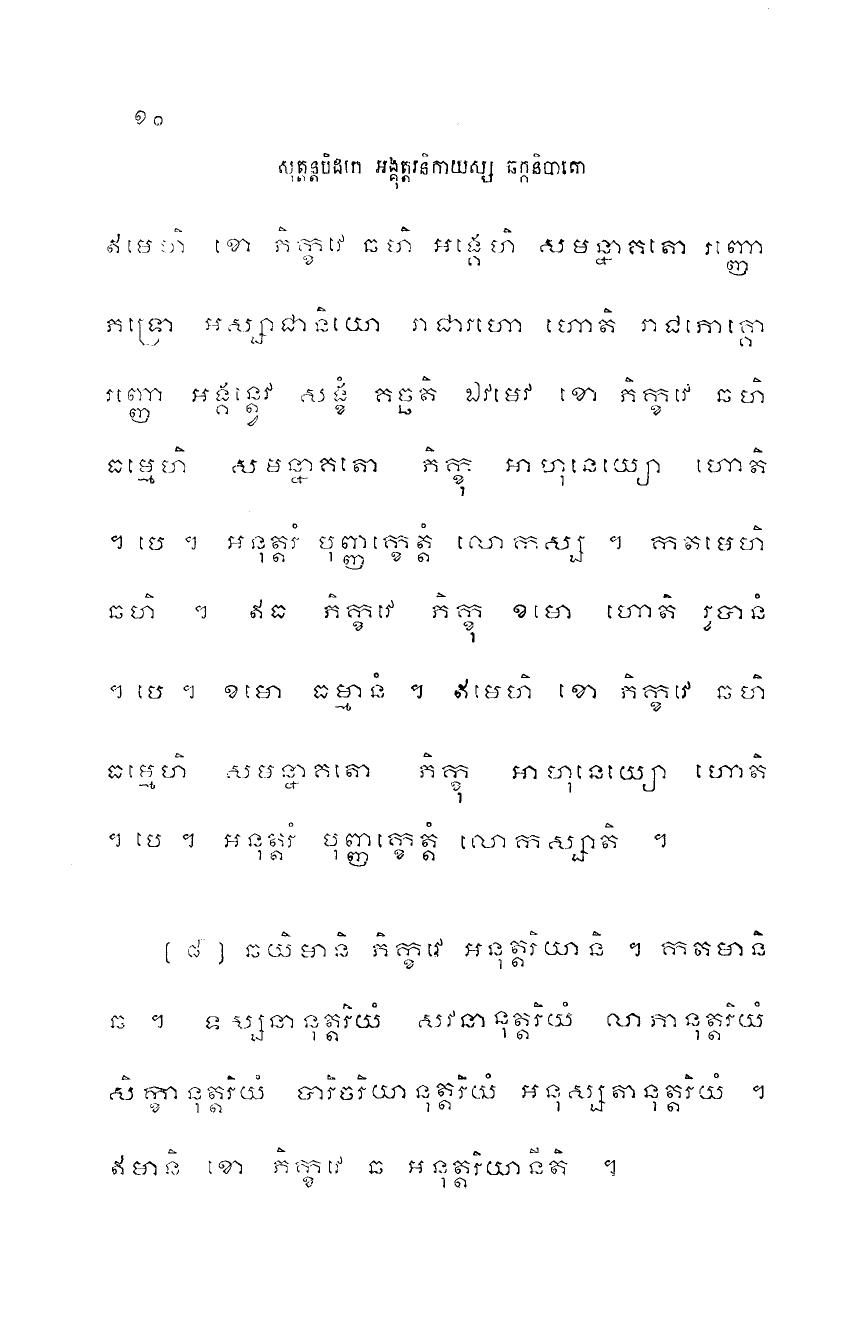 ១០
សុត្តន្តបិដកេ អង្គុត្តរនិកាយស្ស ឆក្កនិបាតោ
ឥមេហិ ខោ ភិក្ខវេ ឆហិ អង្គេហិ សមន្នាគតោ រញ្ញោ
ភទ្រោ អស្សាជានិយោ រាជារហោ ហោតិ រាជភោគ្គោ
រញ្ញោ អង្គន្ត្វេវ សង្ខំ គច្ឆតិ ឯវមេវ ខោ ភិក្ខវេ ឆហិ
ធម្មេហិ សមន្នាគតោ ភិក្ខុ អាហុនេយ្យោ ហោតិ
។ បេ ។ អនុត្តរំ បុញ្ញក្ខេត្តំ លោកស្ស ។ កតមេហិ
ឆហិ ។ ឥធ ភិក្ខវេ ភិក្ខុ ខមោ ហោតិ រូបានំ
។ បេ ។ ខមោ ធម្មានំ ។ ឥមេហិ ខោ ភិក្ខវេ ឆហិ
ធម្មេហិ សមន្នាគតោ ភិក្ខុ អាហុនេយ្យោ ហោតិ
។ បេ ។ អនុត្តរំ បុញ្ញក្ខេត្តំ លោកស្សាតិ ។
[ ៨ ] ឆយិមានិ ភិក្ខវេ អនុត្តរិយានិ ។ កតមានិ
ឆ ។ ទស្សនានុត្តរិយំ សវនានុត្តរិយំ លាភានុត្តរិយំ
សិក្ខានុត្តរិយំ បារិចរិយានុត្តរិយំ អនុស្សតានុត្តរិយំ ។
ឥមានិ ខោ ភិក្ខវេ ឆ អនុត្តរិយានីតិ ។